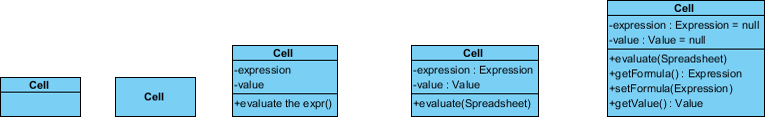 Cell
Cell
Cell
-expression
-value
+evaluate the expr()
Cell
-expression : Expression
-value : Value
+evaluate(Spreadsheet)
Cell
-expression : Expression = null
-value : Value = null
+evaluate(Spreadsheet)
+getFormula() : Expression
+setFormula(Expression)
+getValue() : Value